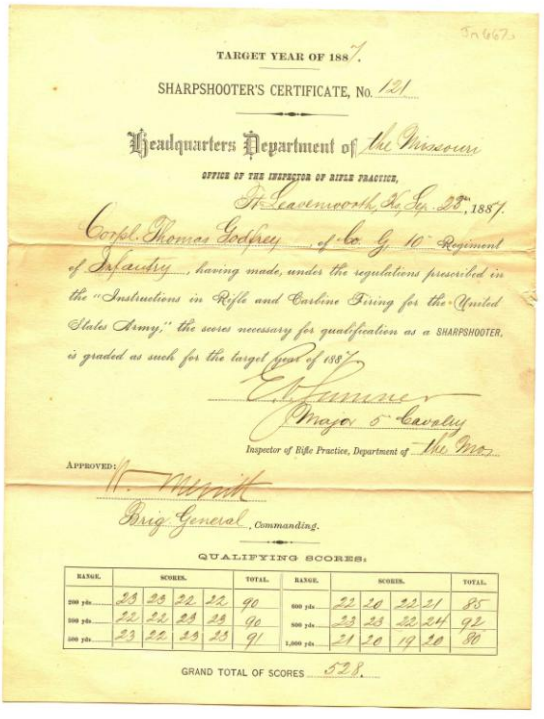 Jn 667
TARGET YEAR OF 1887.
SHARPSHOOTER'S CERTIFICATE, No. 121
Headquarters Department of the Missouri
OFFICE OF THE INSPECTOR OF RIFLE PRACTICE,
Ft. Leavenworth, Ks, Sep. 25th, 1887.
Corpl. Thomas Godfrey, of Co. G 10th Regiment
of Infantry, having made, under the regulations prescribed in
the "Instructions in Rifle and Carbine Firing for the United
States Army," the scores necessary for qualification as a SHARPSHOOTER,
is graded as such for the target year of 1887.
E. V. Sumner
Major 5 Cavalry
Inspector of Rifle Practice, Department of the Mo.
APPROVED:
W. Merritt
Brig. General, Commanding.
QUALIFYING SCORES:
RANGE. SCORES. TOTAL. RANGE. SCORES. TOTAL.
200 yds 23 23 22 22 90 600 yds 22 20 22 21 85
300 yds 22 22 23 23 90 800 yds 23 23 22 24 92
500 yds 23 22 23 23 91 1,000 yds 21 20 19 20 80
GRAND TOTAL OF SCORES 528.